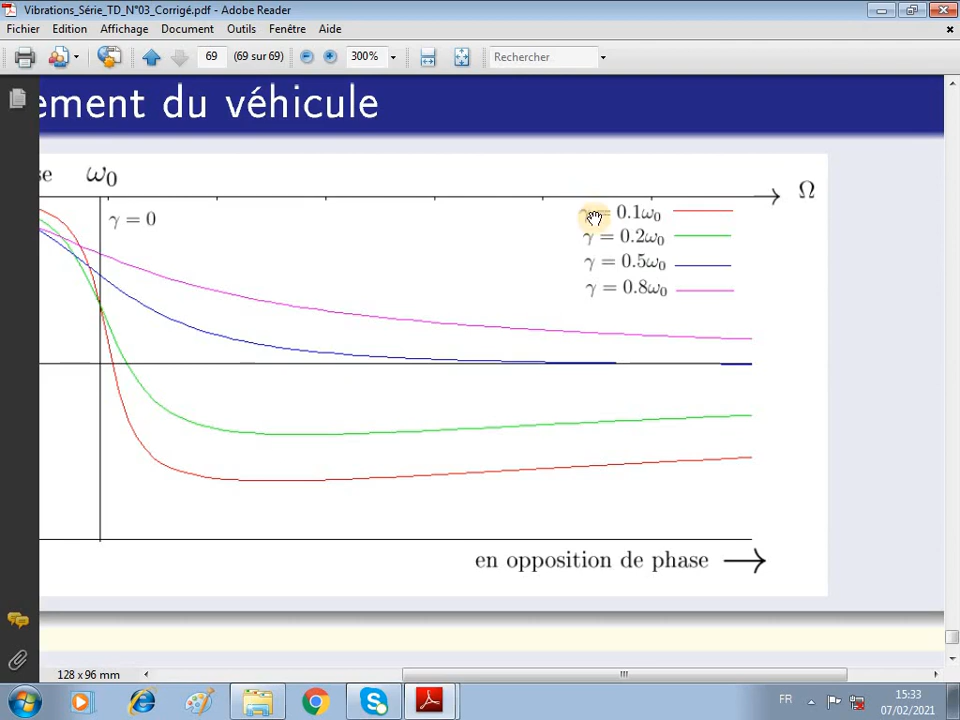 Vibrations_Série_TD_N°03_Corrigé.pdf - Adobe Reader
Fichier Edition Affichage Document Outils Fenêtre Aide
69 (69 sur 69) 300% Rechercher
ement du véhicule
se ω₀ Ω
γ = 0
γ = 0.1ω₀
γ = 0.2ω₀
γ = 0.5ω₀
γ = 0.8ω₀
en opposition de phase
128 x 96 mm
FR 15:33
07/02/2021